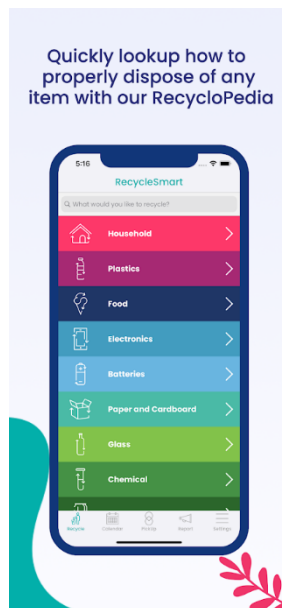 Quickly lookup how to
properly dispose of any
item with our RecycloPedia
5:16
RecycleSmart
What would you like to recycle?
Household
Plastics
Food
Electronics
Batteries
Paper and Cardboard
Glass
Chemical
Recycle Calendar PickUp Report Settings